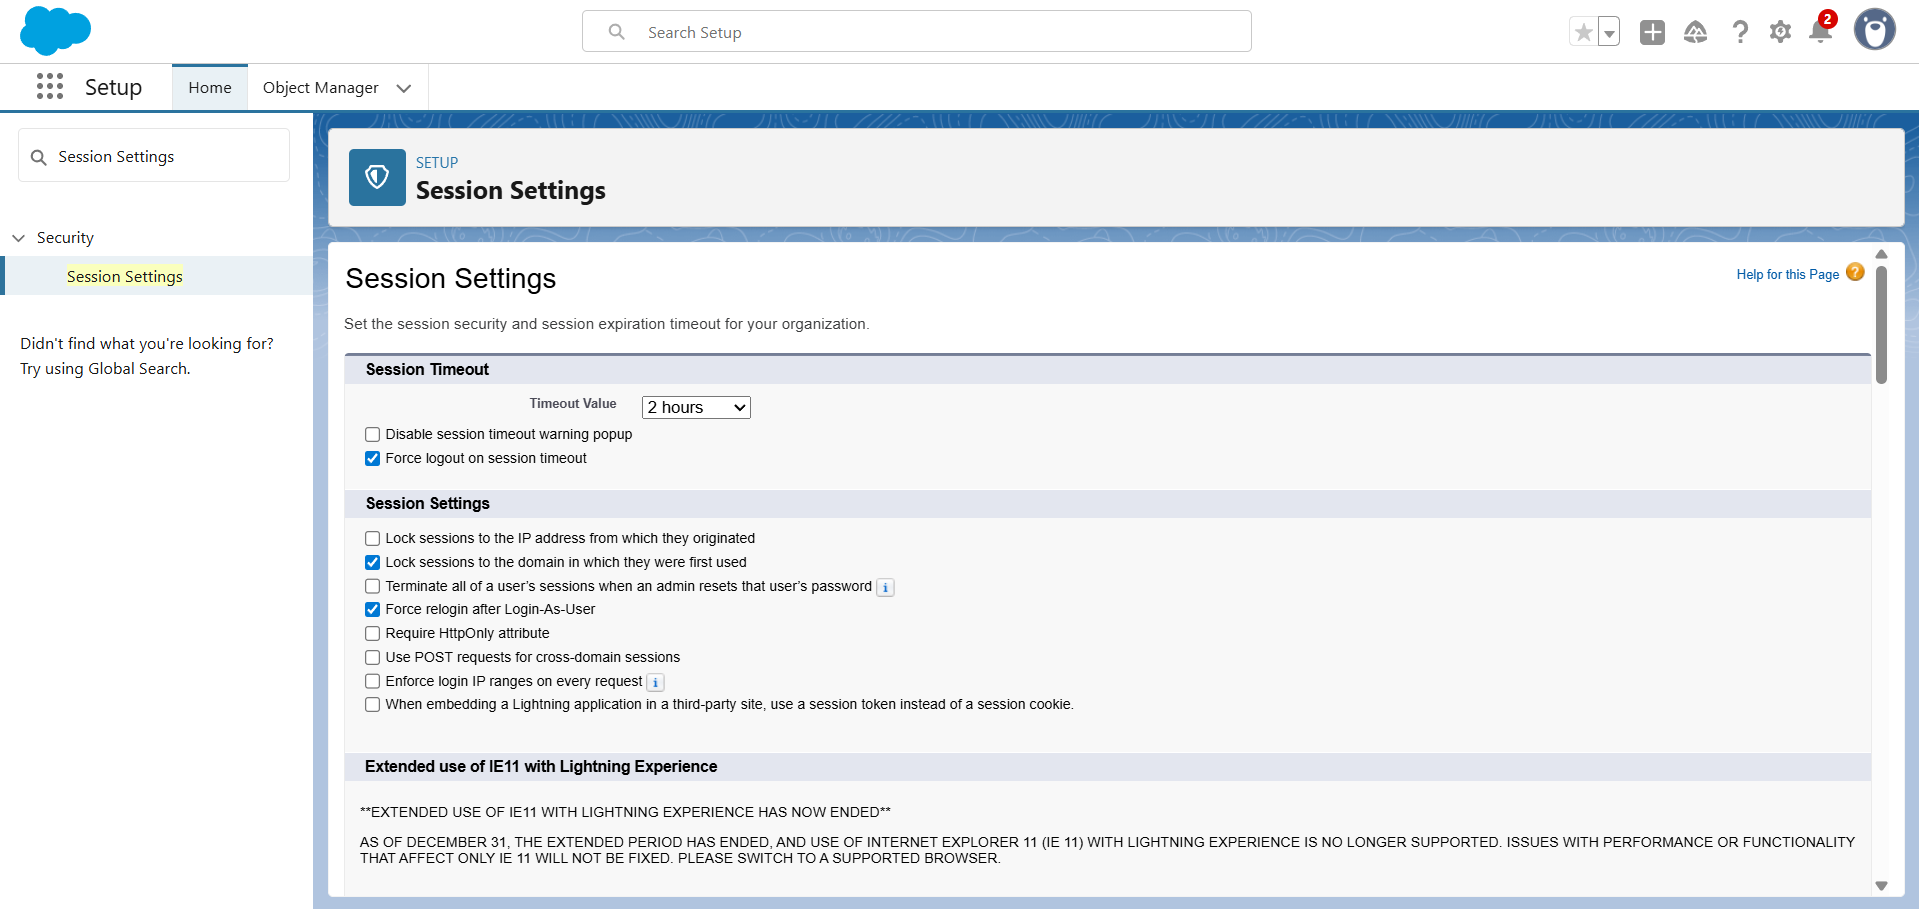 Search Setup
2
Setup
Home
Object Manager
Session Settings
Security
Session Settings
Didn't find what you're looking for?
Try using Global Search.
SETUP
Session Settings
Session Settings
Help for this Page ?
Set the session security and session expiration timeout for your organization.
Session Timeout
Timeout Value 2 hours
Disable session timeout warning popup
Force logout on session timeout
Session Settings
Lock sessions to the IP address from which they originated
Lock sessions to the domain in which they were first used
Terminate all of a user’s sessions when an admin resets that user’s password i
Force relogin after Login-As-User
Require HttpOnly attribute
Use POST requests for cross-domain sessions
Enforce login IP ranges on every request i
When embedding a Lightning application in a third-party site, use a session token instead of a session cookie.
Extended use of IE11 with Lightning Experience
**EXTENDED USE OF IE11 WITH LIGHTNING EXPERIENCE HAS NOW ENDED**
AS OF DECEMBER 31, THE EXTENDED PERIOD HAS ENDED, AND USE OF INTERNET EXPLORER 11 (IE 11) WITH LIGHTNING EXPERIENCE IS NO LONGER SUPPORTED. ISSUES WITH PERFORMANCE OR FUNCTIONALITY
THAT AFFECT ONLY IE 11 WILL NOT BE FIXED. PLEASE SWITCH TO A SUPPORTED BROWSER.